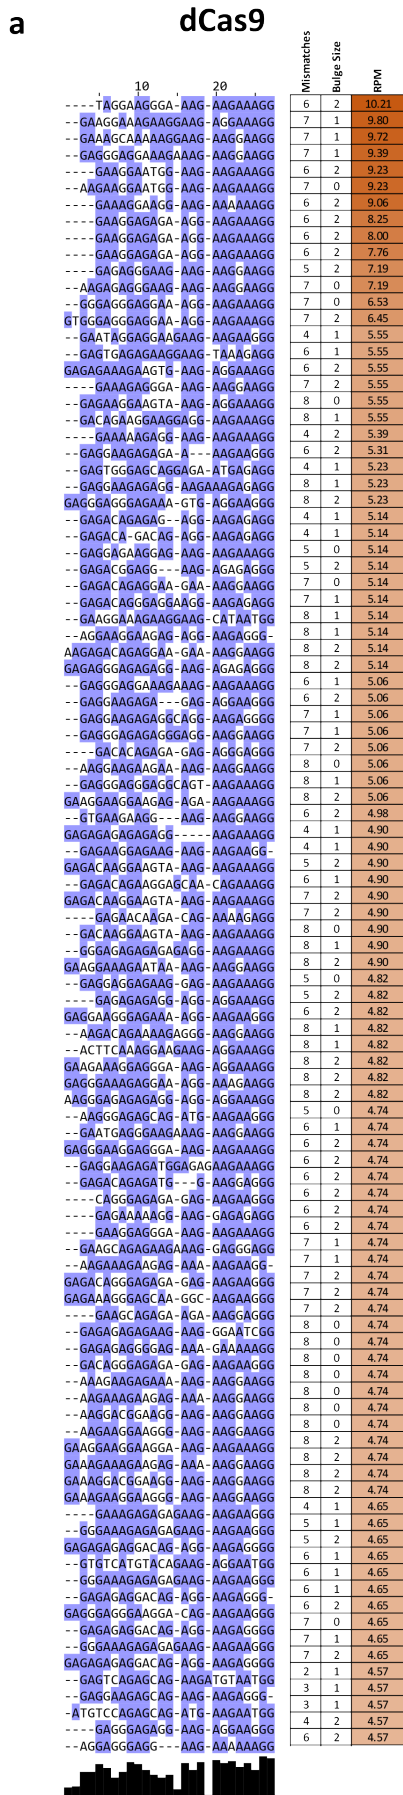 a
dCas9
Mismatches Bulge Size RPM
10 20
----TAGGAAGGGA-AAG-AAGAAAGG 6 2 10.21
--GAAGGAAAGAAGGAAG-AGGAAAGG 7 1 9.80
--GAAAGCAAAAAGGAAG-AAGGAAGG 7 1 9.72
--GAGGGAGGAAAGAAAG-AAGGAAGG 7 1 9.39
----GAAGGAATGG-AAG-AAGAAAGG 6 2 9.23
--AAGAAGGAATGG-AAG-AAGAAAGG 7 0 9.23
----GAAAGGAAGG-AAG-AAAAAAGG 6 2 9.06
----GAAGGAGAGA-AGG-AAGAAAGG 6 2 8.25
----GAAGGAGAGA-AGG-AAGAAAGG 6 2 8.00
----GAAGGAGAGA-AGG-AAGAAAGG 6 2 7.76
----GAGAGGGAAG-AAG-AAGGAAGG 5 2 7.19
--AAGAGAGGGAAG-AAG-AAGGAAGG 7 0 7.19
--GGGAGGGAGGAA-AGG-AAGAAAGG 7 0 6.53
GTGGGAGGGAGGAA-AGG-AAGAAAGG 7 2 6.45
--GAATAGGAGGAAGAAG-AAGAAGGG 4 1 5.55
--GAGTGAGAGAAGGAAG-TAAAGAGG 6 1 5.55
GAGAGAAAGAAGTG-AAG-AGGAAAGG 6 2 5.55
----GAAAGAGGGA-AAG-AAGGAAGG 7 2 5.55
--GAGAAGGAAGTA-AAG-AGGAAAGG 8 0 5.55
--GACAGAAGGAAGGAGG-AAGAAAGG 8 1 5.55
----GAAAAAGAGG-AAG-AAGAAAGG 4 2 5.39
--GAGGAAGAGAGA-A---AAGAAGGG 6 2 5.31
--GAGTGGGAGCAGGAGA-ATGAGAGG 4 1 5.23
--GAGGAAGAGAGG-AAGAAAGAGAGG 8 1 5.23
GAGGGAGGGAGAAA-GTG-AGGAAGGG 8 2 5.23
--GAGACAGAGAG--AGG-AAGAGAGG 4 1 5.14
--GAGACA-GACAG-AGG-AAGAGAGG 4 1 5.14
--GAGGAGAAGGAG-AAG-AAGAAAGG 5 0 5.14
--GAGACGGAGG---AAG-AGAGAGGG 5 2 5.14
--GAGACAGAGGAA-GAA-AAGGAAGG 7 0 5.14
--GAGACAGGGAGGAAGG-AAGAGAGG 7 1 5.14
--GAAGGAAAGAAGGAAG-CATAATGG 8 1 5.14
--AGGAAGGAAGAG-AGG-AAGAGGG- 8 1 5.14
AAGAGACAGAGGAA-GAA-AAGGAAGG 8 2 5.14
GAGAGGGAGAGAGG-AAG-AGAGAGGG 8 2 5.14
--GAGGGAGGAAAGAAAG-AAGAAAGG 6 1 5.06
--GAGGAAGAGA---GAG-AGGAAGGG 6 2 5.06
--GAGGAAGAGAGGCAGG-AAGAGGGG 7 1 5.06
--GAGGGAGAGAGGGAGG-AAGGAAGG 7 1 5.06
----GACACAGAGA-GAG-AGGGAGGG 7 2 5.06
--AAGGAAGAAGAA-AAG-AAGGAAGG 8 0 5.06
--GAGGGAGGGAGGCAGT-AAGAAAGG 8 1 5.06
GAAGGAAGGAAGAG-AGA-AAGAAAGG 8 2 5.06
--GTGAAGAAGG---AAG-AAGGAAGG 6 2 4.98
GAGAGAGAGAGAGG-----AAGAAAGG 4 1 4.90
--GAGAAGGAGAAG-AAG-AAGAAGG- 4 1 4.90
GAGACAAGGAAGTA-AAG-AAGAAAGG 5 2 4.90
--GAGACAGAAGGAGCAA-CAGAAAGG 6 1 4.90
GAGACAAGGAAGTA-AAG-AAGAAAGG 7 2 4.90
----GAGAACAAGA-CAG-AAAAGAGG 7 2 4.90
--GACAAGGAAGTA-AAG-AAGAAAGG 8 0 4.90
--GGGAGAGAGAGAGAGG-AAGAAAGG 8 1 4.90
GAAGGAAAGAATAA-AAG-AAGGAAGG 8 2 4.90
--GAGGAGGAGAAG-GAG-AAGAAAGG 5 0 4.82
----GAGAGAGAGG-AGG-AGGAAAGG 5 2 4.82
GAGGAAGGGAGAAA-AGG-AAGAAGGG 6 2 4.82
--AAGACAGAAAAGAGGG-AAGGAAGG 8 1 4.82
--ACTTCAAAGGAAGAAG-AGGAAAGG 8 1 4.82
GAAGAAAGGAGGGA-AAG-AGGAAAGG 8 2 4.82
GAGGGAAAGAGGAA-AGG-AAAGAAGG 8 2 4.82
AAGGGAGAGAGAGG-AGG-AGGAAAGG 8 2 4.82
--AAGGGAGAGCAG-ATG-AAGAAGGG 5 0 4.74
--GAATGAGGGAAGAAAG-AAGGAAGG 6 1 4.74
GAGGGAAGGAGGGA-AAG-AAGAAAGG 6 2 4.74
--GAGGAAGAGATGGAGAGAAGAAAGG 6 2 4.74
--GAGACAGAGATG---G-AAGGAGGG 6 2 4.74
----CAGGGAGAGA-GAG-AAGAAGGG 6 2 4.74
----GAGAAAAAGG-AAG-GAGAGAGG 6 2 4.74
----GAAGGAGGGA-AAG-AAGAAAGG 6 2 4.74
--GAAGCAGAGAAGAAAG-GAGGGAGG 7 1 4.74
--AAGAAAGAAGAG-AAA-AAGAAGG- 7 1 4.74
GAGACAGGGAGAGA-GAG-AAGAAGGG 7 2 4.74
GAGAAAGGGAGCAA-GGC-AAGAAGGG 7 2 4.74
----GAAGCAGAGA-AGA-AAGGAGGG 7 2 4.74
--GAGAGAGAGAAG-AAG-GGAATCGG 8 0 4.74
--GAGAGAGGGGAG-AAA-GAAAAAGG 8 0 4.74
--GACAGGGAGAGA-GAG-AAGAAGGG 8 0 4.74
--AAAGAAGAGAAA-AAG-AAGGAAGG 8 0 4.74
--AAGAAAGAAGAG-AAA-AAGGAAGG 8 0 4.74
--AAGGACGGAAGG-AAG-AAGAAAGG 8 0 4.74
--AAGAAGGAAGGG-AAG-AAGAAAGG 8 0 4.74
GAAGGAAGGAAGGA-AAG-AAGAAAGG 8 2 4.74
GAAAGAAAGAAGAG-AAA-AAGGAAGG 8 2 4.74
GAAAGGACGGAAGG-AAG-AAGAAAGG 8 2 4.74
GAAAGAAGGAAGGG-AAG-AAGAAAGG 8 2 4.74
----GAAAGAGAGAGAAG-AAGAAGGG 4 1 4.65
--GGGAAAGAGAGAGAAG-AAGAAGGG 5 1 4.65
GAGAGAGAGGACAG-AGG-AAGAGGGG 5 2 4.65
--GTGTCATGTACAGAAG-AGGAATGG 6 1 4.65
--GGGAAAGAGAGAGAAG-AAGAAGGG 6 1 4.65
--GAGAGAGGACAG-AGG-AAGAGGG- 6 1 4.65
GAGGGAGGGAAGGA-CAG-AAGAAAGG 6 2 4.65
--GAGAGAGGACAG-AGG-AAGAGGGG 7 0 4.65
--GGGAAAGAGAGAGAAG-AAGAAGGG 7 1 4.65
GAGAGAGAGGACAG-AGG-AAGAGGGG 7 2 4.65
--GAGTCAGAGCAG-AAGATGTAATGG 2 1 4.57
--GAGGAAGAGCAG-AAG-AAGAGGG- 3 1 4.57
-ATGTCCAGAGCAG-ATG-AAGAATGG 3 1 4.57
----GAGGGAGAGG-AAG-AGGAAGGG 4 2 4.57
--AGGAGGGAGG---AAG-AAAAAAGG 6 2 4.57